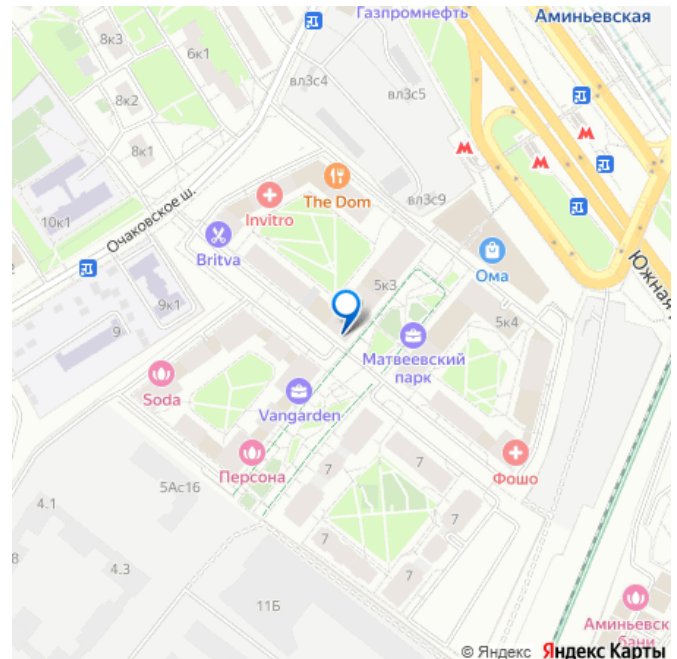 Газпромнефть
Аминьевская
8к3
6к1
вл3с4
вл3с5
8к2
8к1
The Dom
вл3с9
Invitro
10к1
Очаковское ш.
Britva
Ома
Южная
5к3
9к1
9
5к4
Матвеевский
парк
Soda
Vangarden
Персона
7
7
Фошо
5Ас16
4.1
7
7
8
4.3
7
11Б
Аминьевск
бани
© Яндекс Яндекс Карты